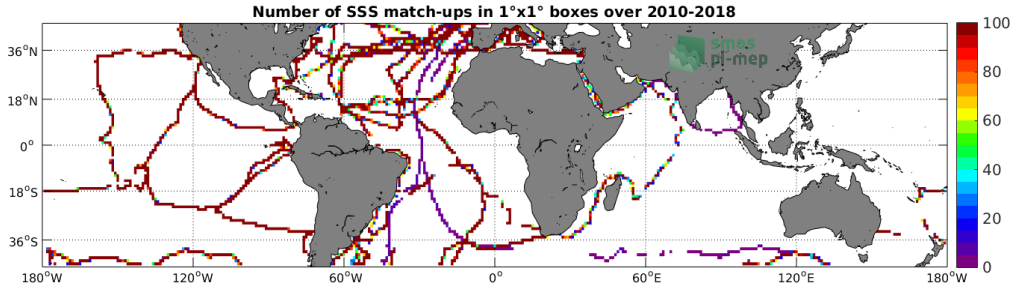 Number of SSS match-ups in 1°x1° boxes over 2010-2018
36°N
18°N
0°
18°S
36°S
180°W
120°W
60°W
0°
60°E
120°E
180°W
100
80
60
40
20
0
smos
pi-mep